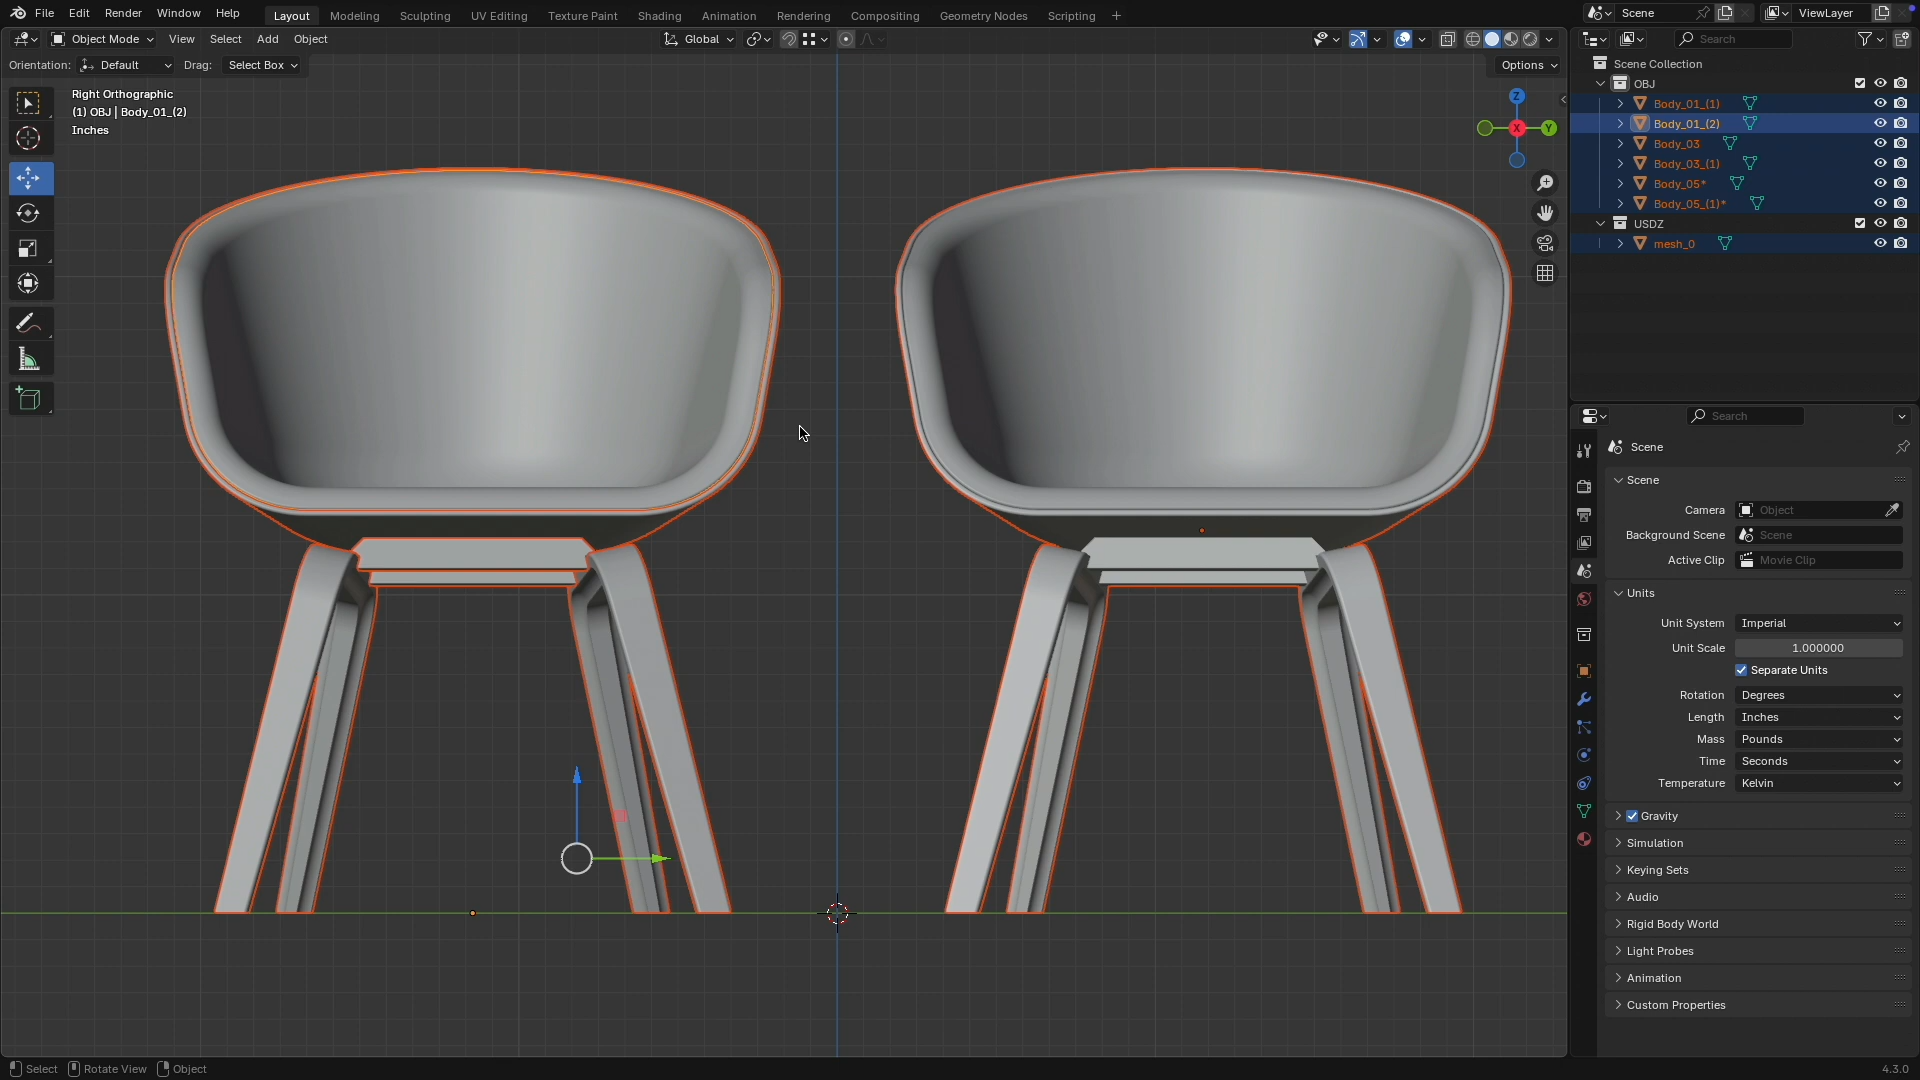 File Edit Render Window Help Layout Modeling Sculpting UV Editing Texture Paint Shading Animation Rendering Compositing Geometry Nodes Scripting + Scene ViewLayer
Object Mode View Select Add Object Global Search
Orientation: Default Drag: Select Box Options
Right Orthographic
(1) OBJ | Body_01_(2)
Inches
Z
X
Y
Scene Collection
OBJ
Body_01_(1)
Body_01_(2)
Body_03
Body_03_(1)
Body_05*
Body_05_(1)*
USDZ
mesh_0
Search
Scene
Scene
Camera Object
Background Scene Scene
Active Clip Movie Clip
Units
Unit System Imperial
Unit Scale 1.000000
Separate Units
Rotation Degrees
Length Inches
Mass Pounds
Time Seconds
Temperature Kelvin
Gravity
Simulation
Keying Sets
Audio
Rigid Body World
Light Probes
Animation
Custom Properties
Select Rotate View Object 4.3.0